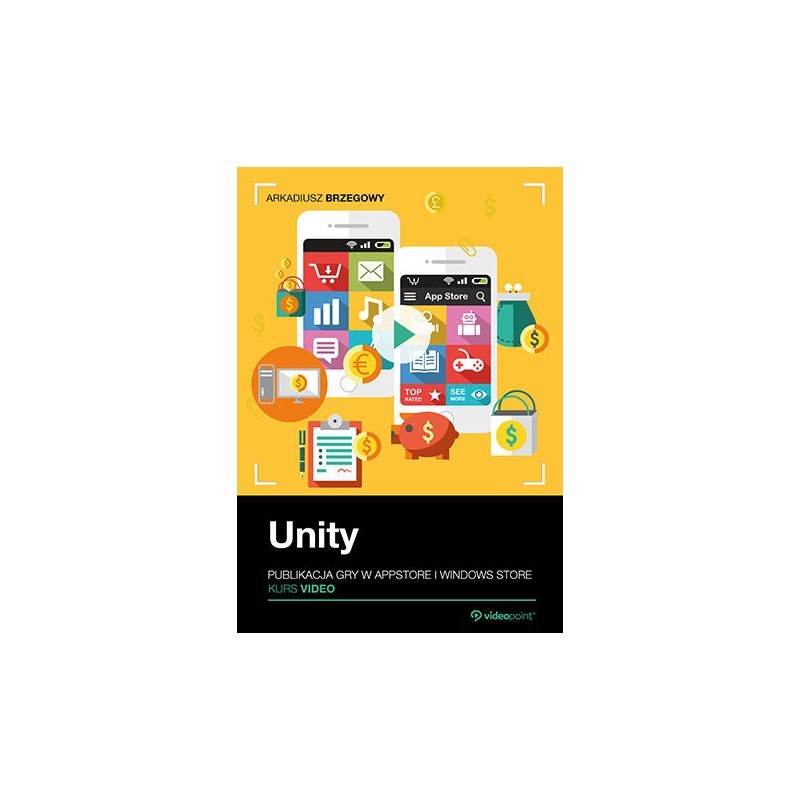 ARKADIUSZ BRZEGOWY
App Store
TOP
RATED
SEE
MORE
Unity
PUBLIKACJA GRY W APPSTORE I WINDOWS STORE
KURS VIDEO
videopoint®